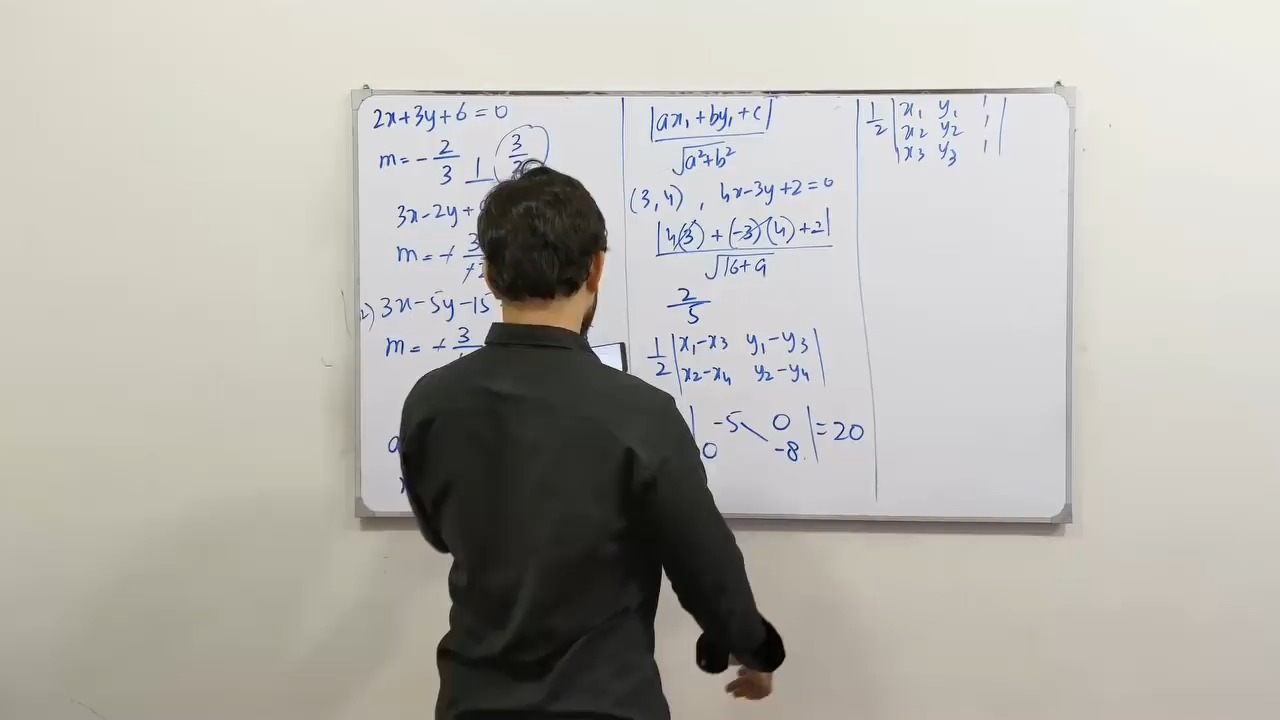 2x+3y+6=0
m=-2/3 ⊥ 3/
3x-2y+
m=+3/+2
2) 3x-5y-15
m=+3/
|ax₁+by₁+c|/√a²+b²
(3,4), 4x-3y+2=0
|4(3)+(-3)(4)+2|/√16+9
2/5
1/2 |x₁-x₃ y₁-y₃|
|x₂-x₄ y₂-y₄|
|-5 0| = 20
0 -8
1/2 |x₁ y₁ 1|
|x₂ y₂ 1|
|x₃ y₃ 1|